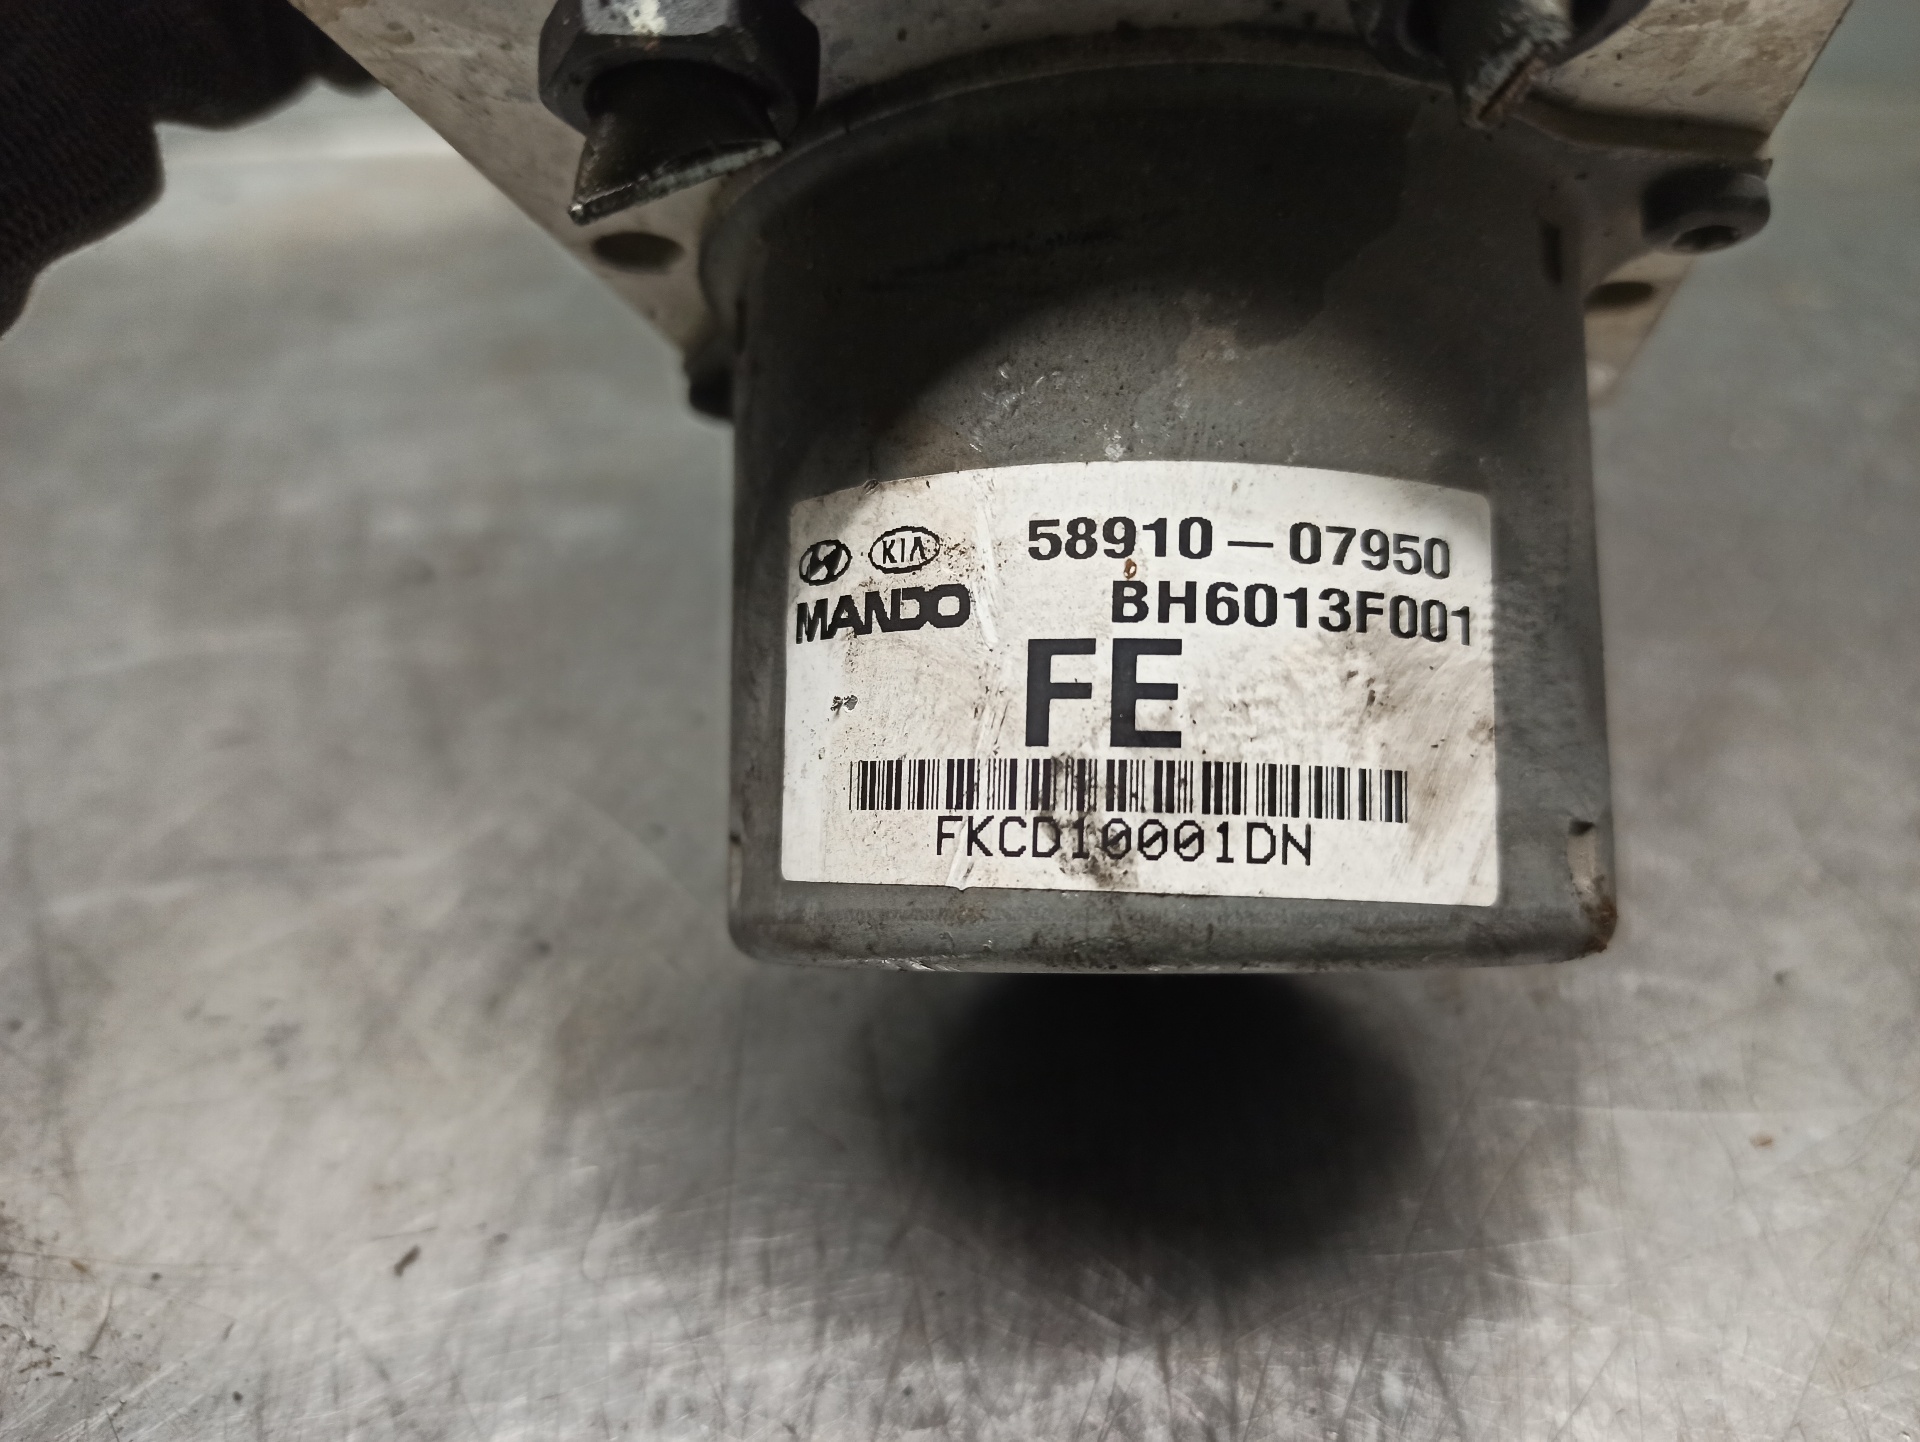 KIA 58910-07950
MANDO BH6013F001
FE
FKCD10001DN